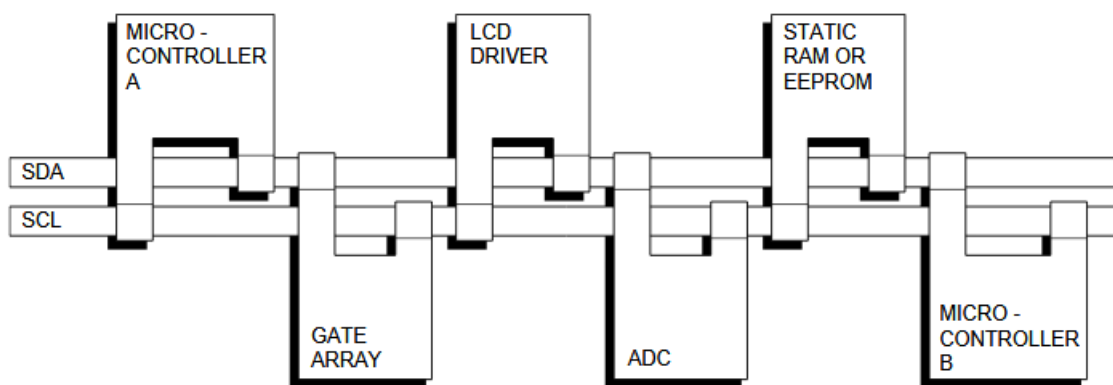 MICRO -
CONTROLLER
A
LCD
DRIVER
STATIC
RAM OR
EEPROM
SDA
SCL
GATE
ARRAY
ADC
MICRO -
CONTROLLER
B